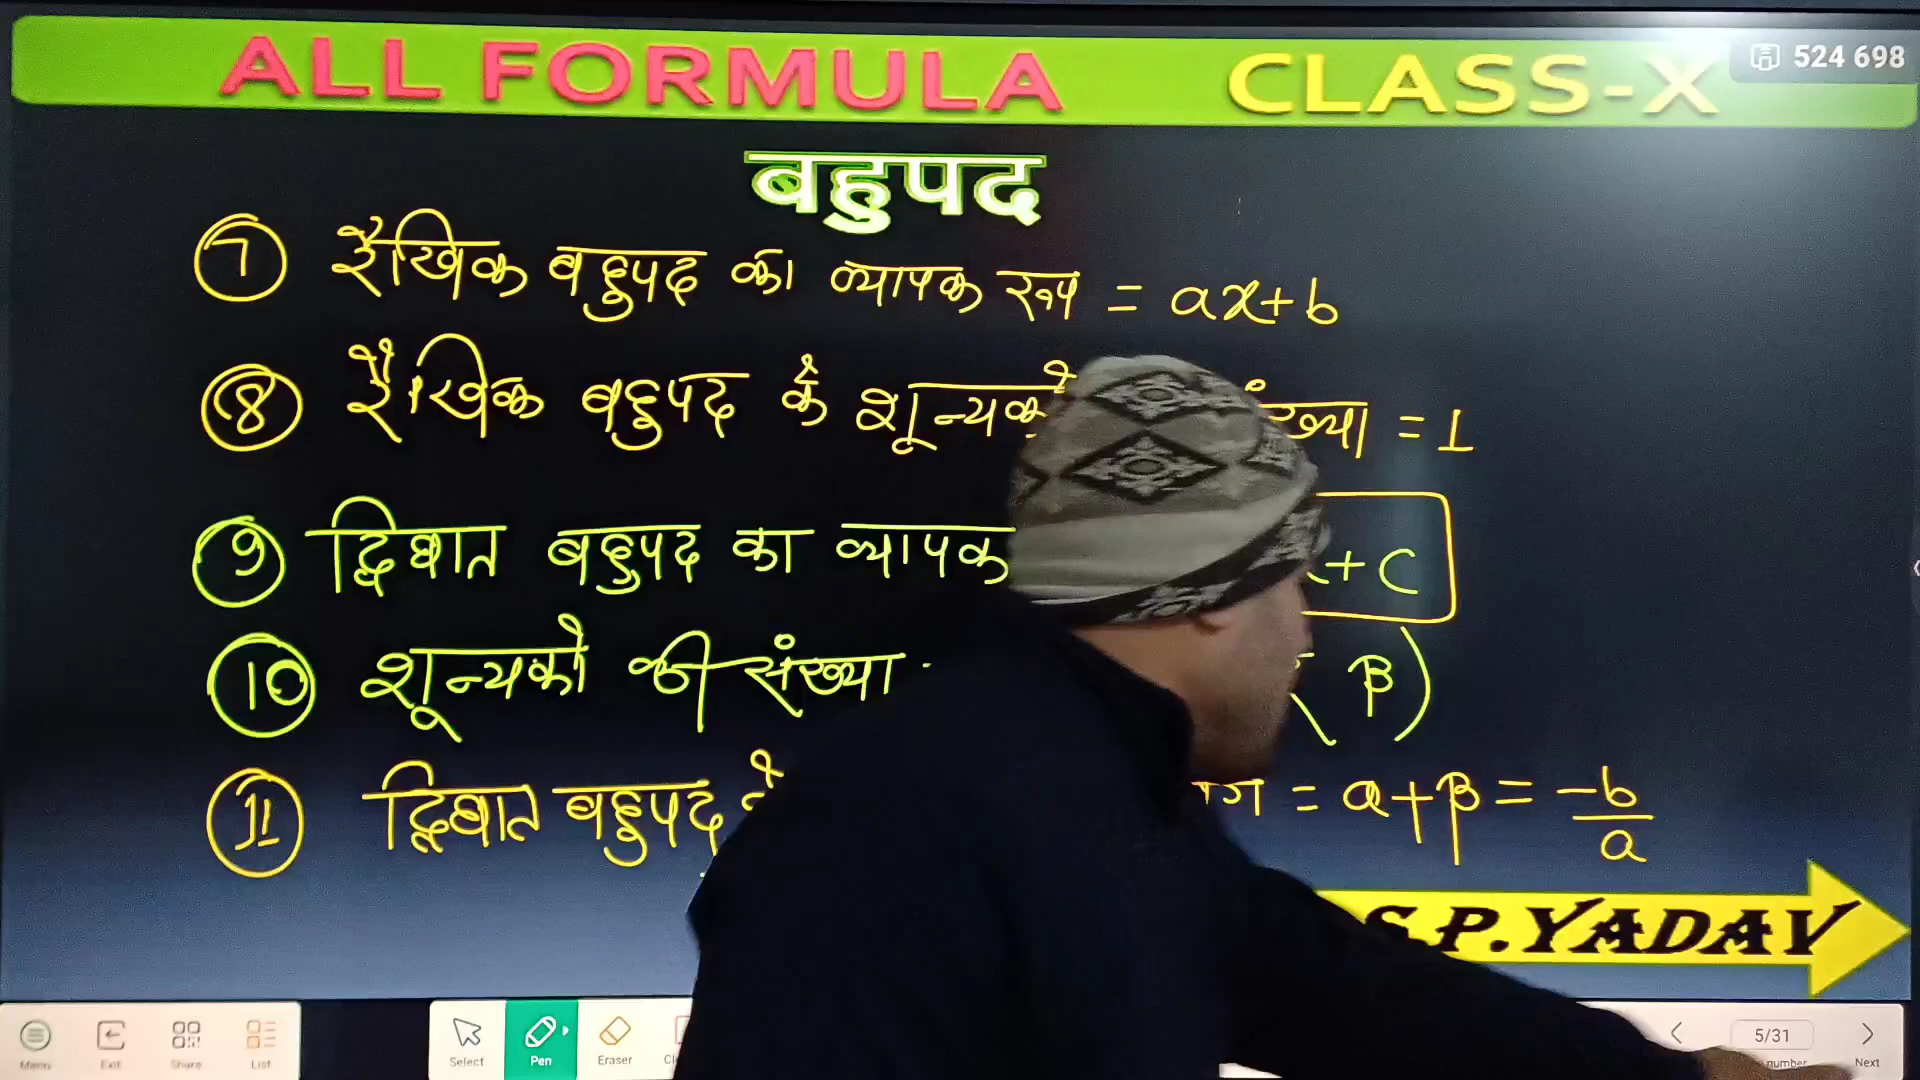 ALL FORMULA CLASS-X
524 698
बहुपद
7 रैखिक बहुपद का व्यापक रूप = ax+b
8 रैखिक बहुपद के शून्यको = 1
9 द्विघात बहुपद का व्यापक + C
10 शून्यको की संख्या β)
11 द्विघात बहुपद = α+β = -b/a
S.P.YADAV
Menu Exit Share List Select Pen Eraser 5/31 Next